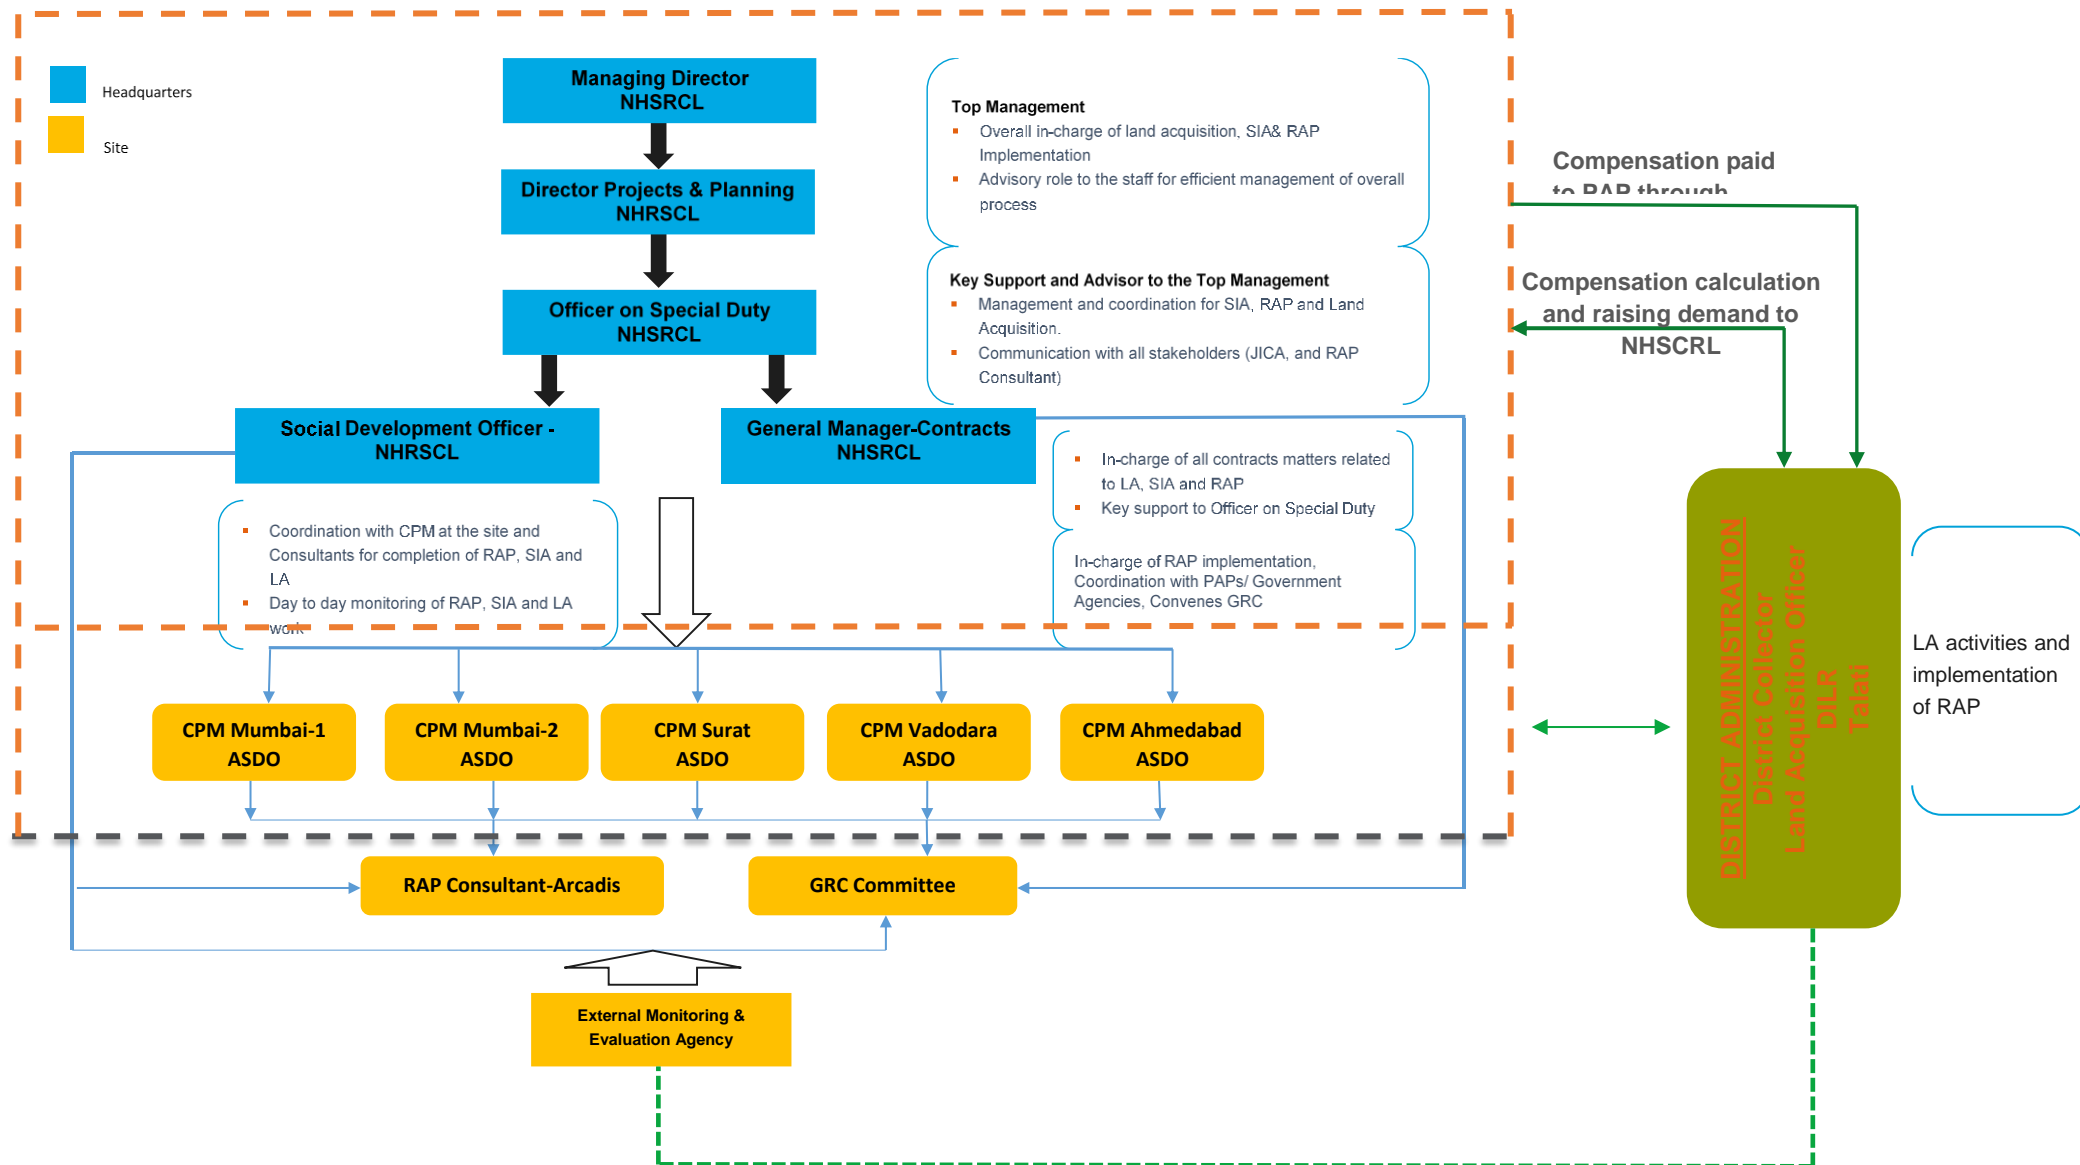 Headquarters
Site
Managing Director
NHSRCL
Director Projects & Planning
NHRSCL
Officer on Special Duty
NHSRCL
Social Development Officer -
NHRSCL
General Manager-Contracts
NHSRCL
Top Management
▪ Overall in-charge of land acquisition, SIA& RAP
Implementation
▪ Advisory role to the staff for efficient management of overall
process
Key Support and Advisor to the Top Management
▪ Management and coordination for SIA, RAP and Land
Acquisition.
▪ Communication with all stakeholders (JICA, and RAP
Consultant)
▪ In-charge of all contracts matters related
to LA, SIA and RAP
▪ Key support to Officer on Special Duty
In-charge of RAP implementation,
Coordination with PAPs/ Government
Agencies, Convenes GRC
▪ Coordination with CPM at the site and
Consultants for completion of RAP, SIA and
LA
▪ Day to day monitoring of RAP, SIA and LA
work
CPM Mumbai-1
ASDO
CPM Mumbai-2
ASDO
CPM Surat
ASDO
CPM Vadodara
ASDO
CPM Ahmedabad
ASDO
RAP Consultant-Arcadis
GRC Committee
External Monitoring &
Evaluation Agency
Compensation paid
to PAP through
Compensation calculation
and raising demand to
NHSCRL
DISTRICT ADMINISTRATION
District Collector
Land Acquisition Officer
DILR
Talati
LA activities and
implementation
of RAP